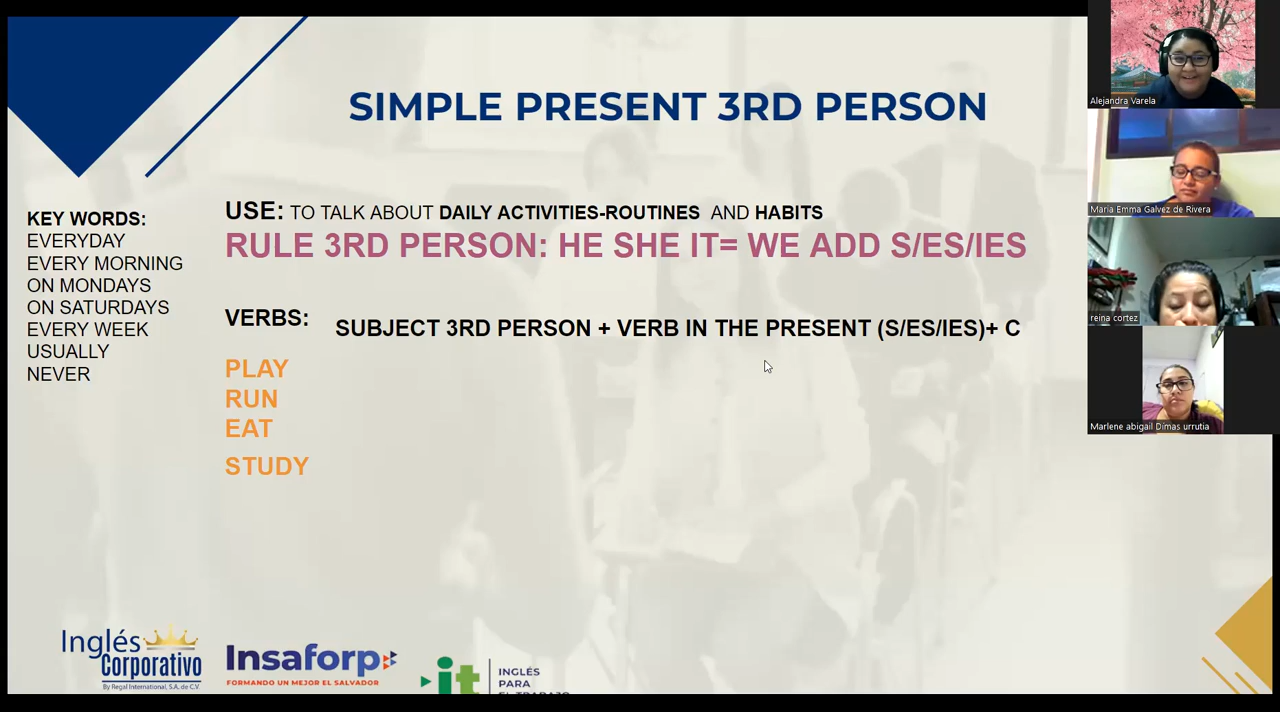 SIMPLE PRESENT 3RD PERSON
KEY WORDS:
EVERYDAY
EVERY MORNING
ON MONDAYS
ON SATURDAYS
EVERY WEEK
USUALLY
NEVER
USE: TO TALK ABOUT DAILY ACTIVITIES-ROUTINES AND HABITS
RULE 3RD PERSON: HE SHE IT= WE ADD S/ES/IES
VERBS:
SUBJECT 3RD PERSON + VERB IN THE PRESENT (S/ES/IES)+ C
PLAY
RUN
EAT
STUDY
Inglés
Corporativo
By Regal International, S.A. de C.V.
Insaforp
FORMANDO UN MEJOR EL SALVADOR
it
INGLÉS
PARA
EL TRABAJO
Alejandra Varela
Maria Emma Galvez de Rivera
reina cortez
Marlene abigail Dimas urrutia